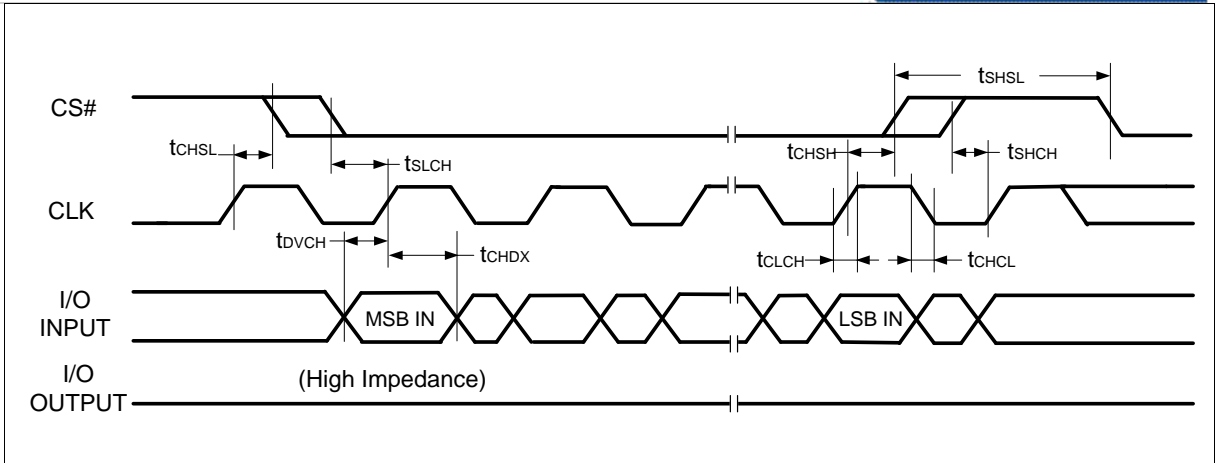 tSHSL
CS#
tCHSL
tSLCH
tCHSH
tSHCH
CLK
tDVCH
tCHDX
tCLCH
tCHCL
I/O
INPUT
MSB IN
LSB IN
I/O
OUTPUT
(High Impedance)